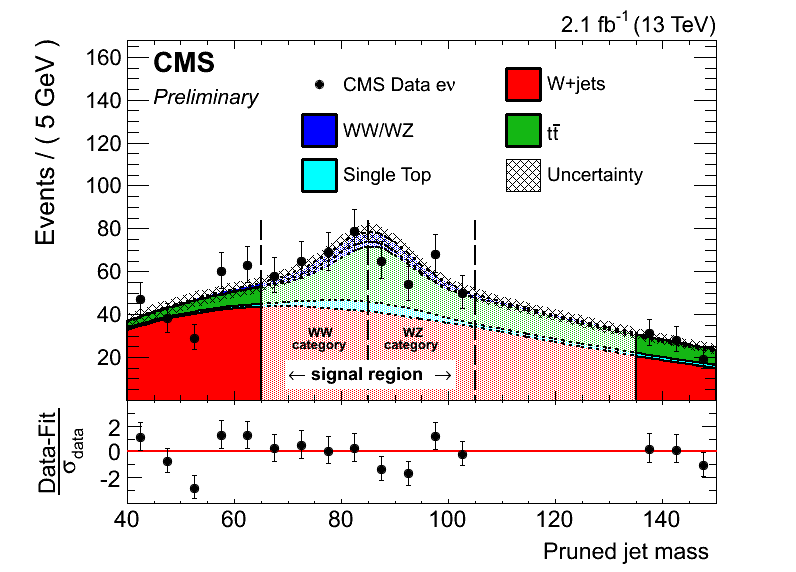 2.1 fb⁻¹ (13 TeV)
CMS
Preliminary
CMS Data eν
W+jets
WW/WZ
tt̄
Single Top
Uncertainty
Events / ( 5 GeV )
160
140
120
100
80
60
40
20
WW category
WZ category
← signal region →
Data-Fit
σdata
2
0
-2
40 60 80 100 120 140
Pruned jet mass